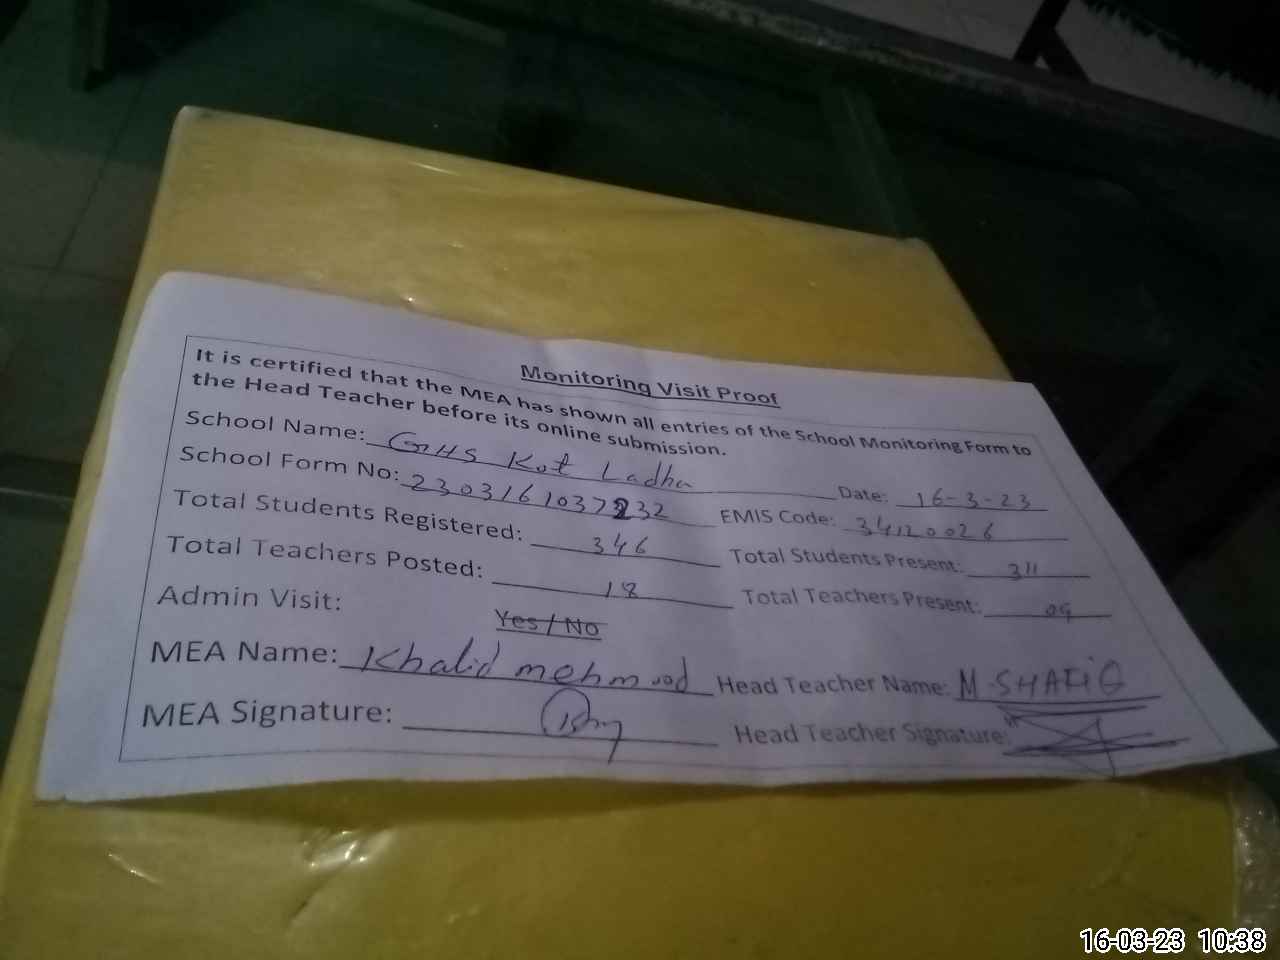 Monitoring Visit Proof
It is certified that the MEA has shown all entries of the School Monitoring Form to
the Head Teacher before its online submission.
School Name: GHS Kot Ladha Date: 16-3-23
School Form No: 2303161037232 EMIS Code: 34120026
Total Students Registered: 346 Total Students Present: 311
Total Teachers Posted: 18 Total Teachers Present: 09
Admin Visit: Yes / No
MEA Name: Khalid mehmood Head Teacher Name: M SHAFIQ
MEA Signature: Head Teacher Signature:
16-03-23 10:38